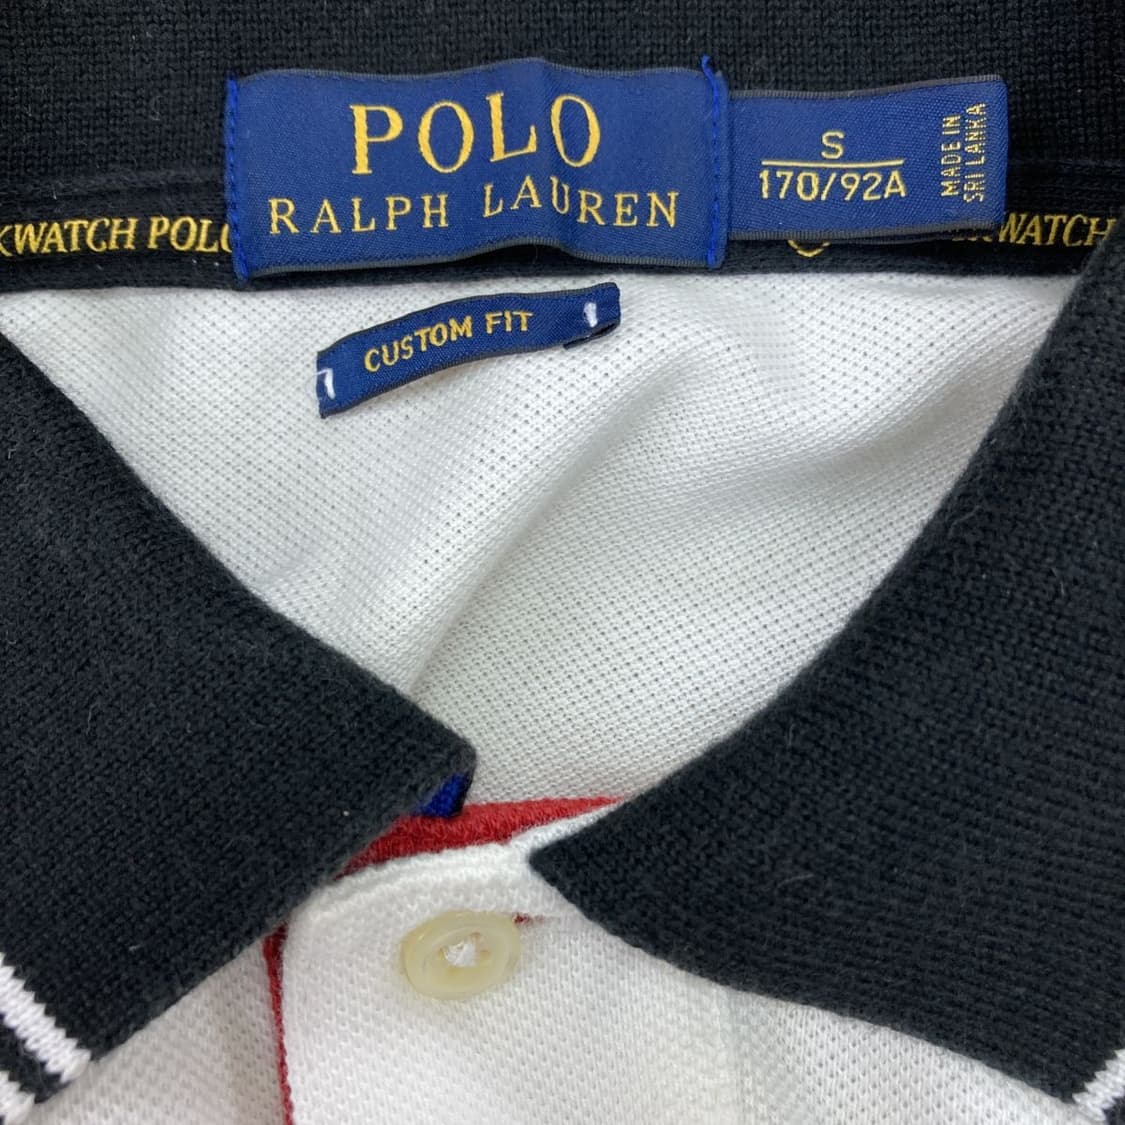 POLO
RALPH LAUREN
S
170/92A
MADE IN
SRI LANKA
KWATCH POLO
WATCH
CUSTOM FIT